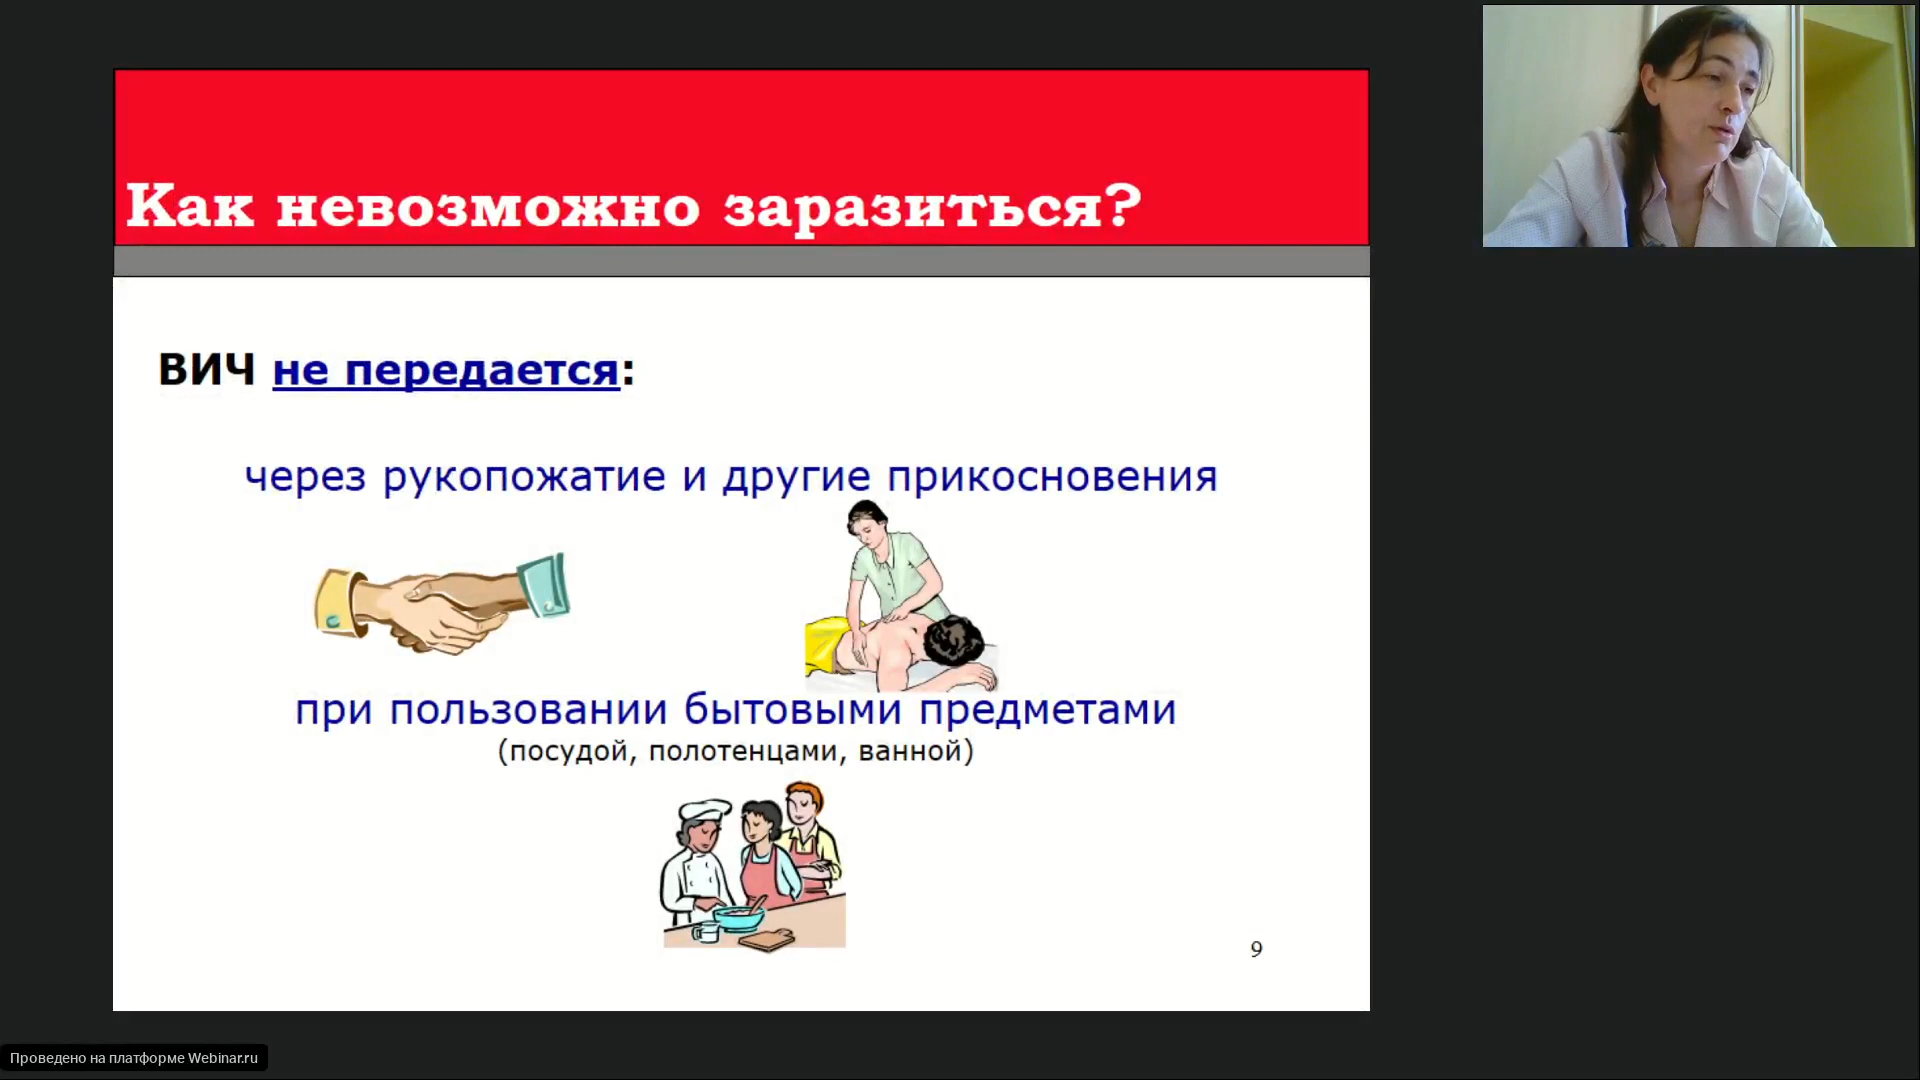 Как невозможно заразиться?
ВИЧ не передается:
через рукопожатие и другие прикосновения
при пользовании бытовыми предметами
(посудой, полотенцами, ванной)
9
Проведено на платформе Webinar.ru